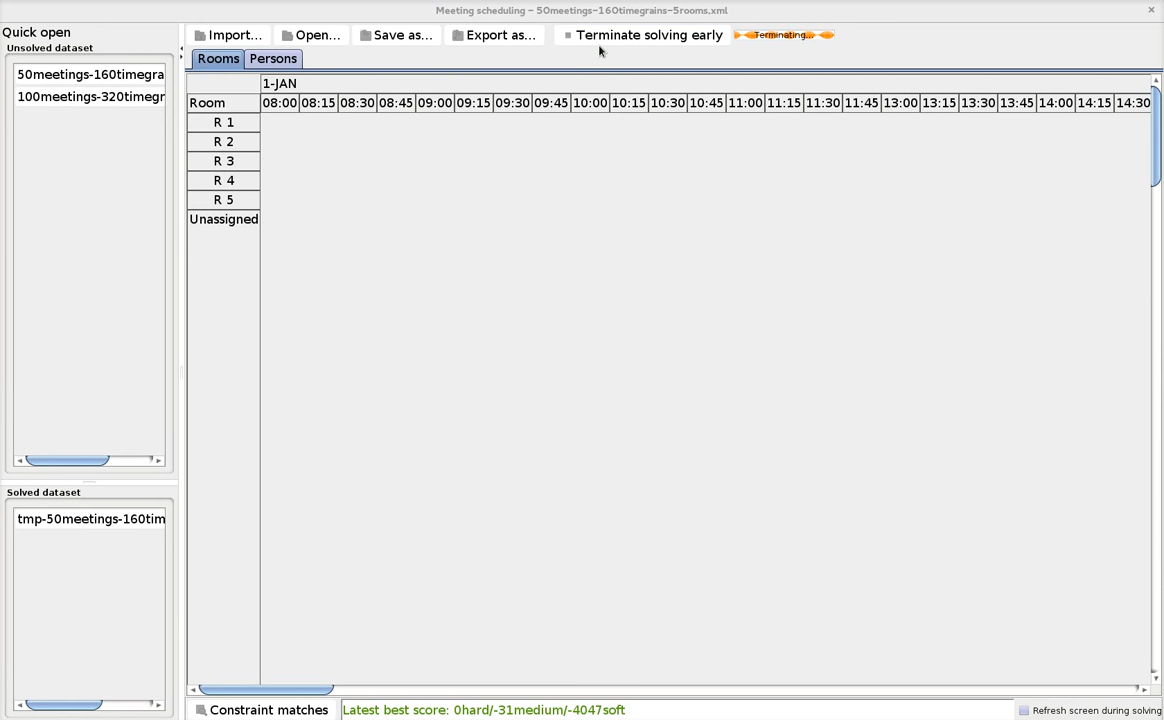 Meeting scheduling – 50meetings-160timegrains-5rooms.xml
Quick open
Unsolved dataset
50meetings-160timegra
100meetings-320timegr
Solved dataset
tmp-50meetings-160tim
Import... Open... Save as... Export as... Terminate solving early Terminating...
Rooms Persons
1-JAN
Room 08:00 08:15 08:30 08:45 09:00 09:15 09:30 09:45 10:00 10:15 10:30 10:45 11:00 11:15 11:30 11:45 13:00 13:15 13:30 13:45 14:00 14:15 14:30
R 1
R 2
R 3
R 4
R 5
Unassigned
Constraint matches Latest best score: 0hard/-31medium/-4047soft Refresh screen during solving